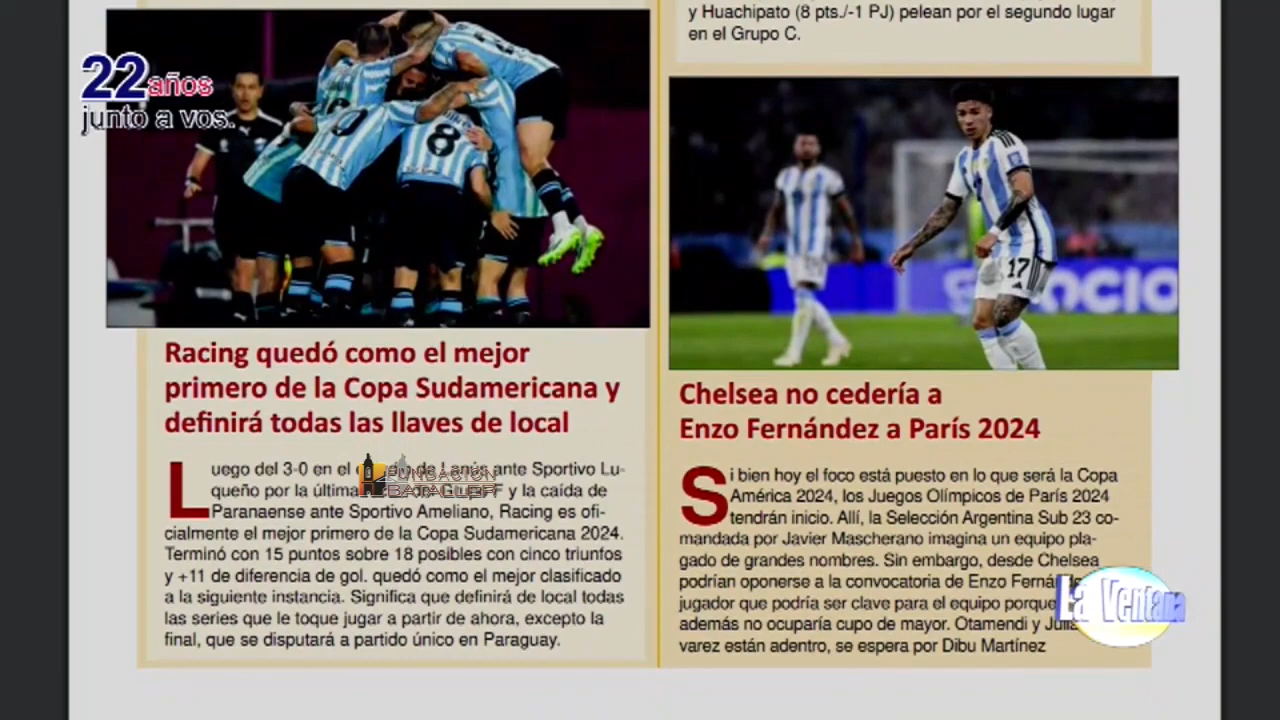 22 años
junto a vos.
8
Racing quedó como el mejor
primero de la Copa Sudamericana y
definirá todas las llaves de local
Luego del 3-0 en el de Lanús ante Sportivo Lu-
queño por la última y la caída de
Paranaense ante Sportivo Ameliano, Racing es ofi-
cialmente el mejor primero de la Copa Sudamericana 2024.
Terminó con 15 puntos sobre 18 posibles con cinco triunfos
y +11 de diferencia de gol. quedó como el mejor clasificado
a la siguiente instancia. Significa que definirá de local todas
las series que le toque jugar a partir de ahora, excepto la
final, que se disputará a partido único en Paraguay.
FUNDACIÓN
BATALLEFF
y Huachipato (8 pts./-1 PJ) pelean por el segundo lugar
en el Grupo C.
17
OCIO
Chelsea no cedería a
Enzo Fernández a París 2024
Si bien hoy el foco está puesto en lo que será la Copa
América 2024, los Juegos Olímpicos de París 2024
tendrán inicio. Allí, la Selección Argentina Sub 23 co-
mandada por Javier Mascherano imagina un equipo pla-
gado de grandes nombres. Sin embargo, desde Chelsea
podrían oponerse a la convocatoria de Enzo
jugador que podría ser clave para el equipo porque
además no ocuparía cupo de mayor. Otamendi y
varez están adentro, se espera por Dibu Martínez
La Ventana